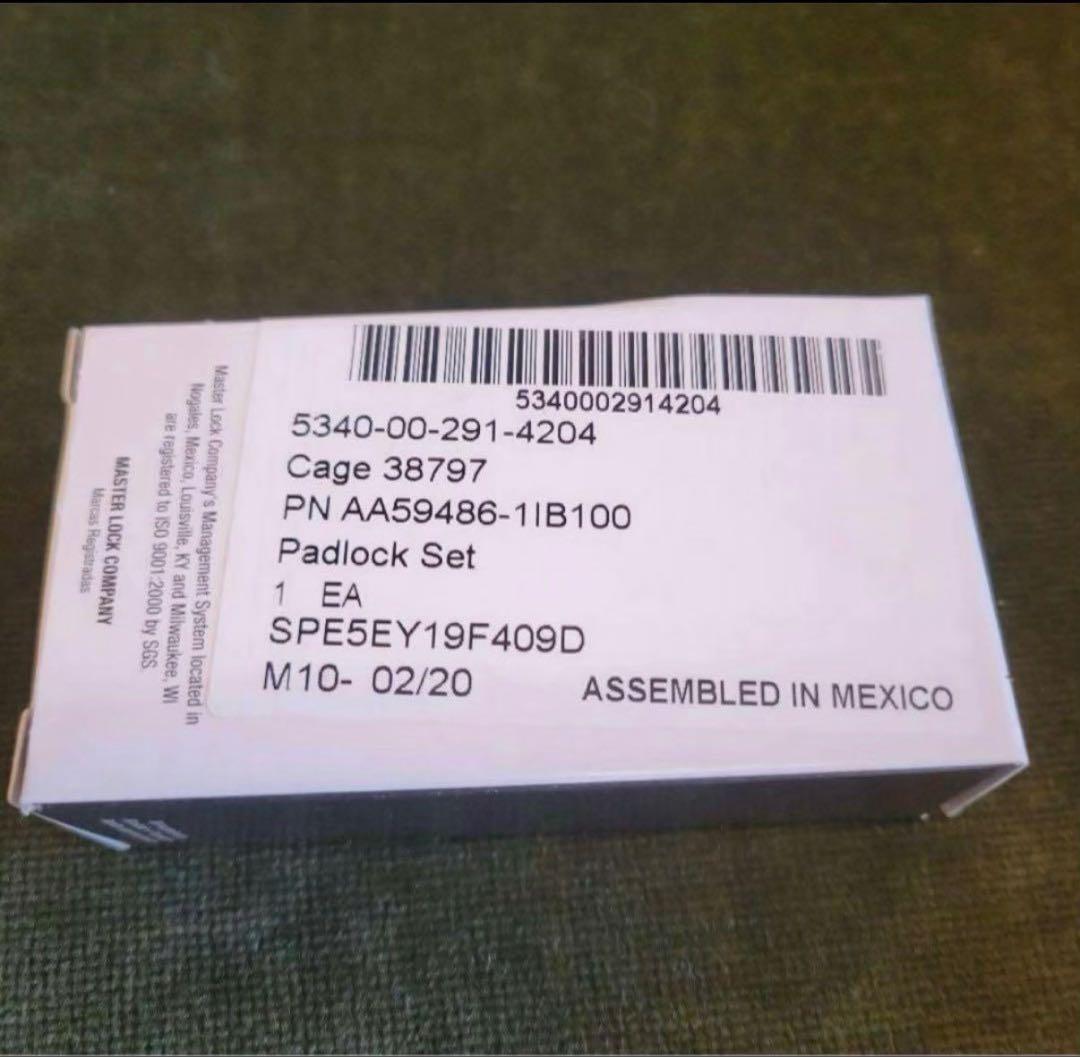 5340002914204
5340-00-291-4204
Cage 38797
PN AA59486-1IB100
Padlock Set
1 EA
SPE5EY19F409D
M10- 02/20
ASSEMBLED IN MEXICO
Master Lock Company's Management System located in
Nogales, Mexico, Louisville, KY and Milwaukee, WI
are registered to ISO 9001:2000 by SGS.
MASTER LOCK COMPANY
Marcas Registradas